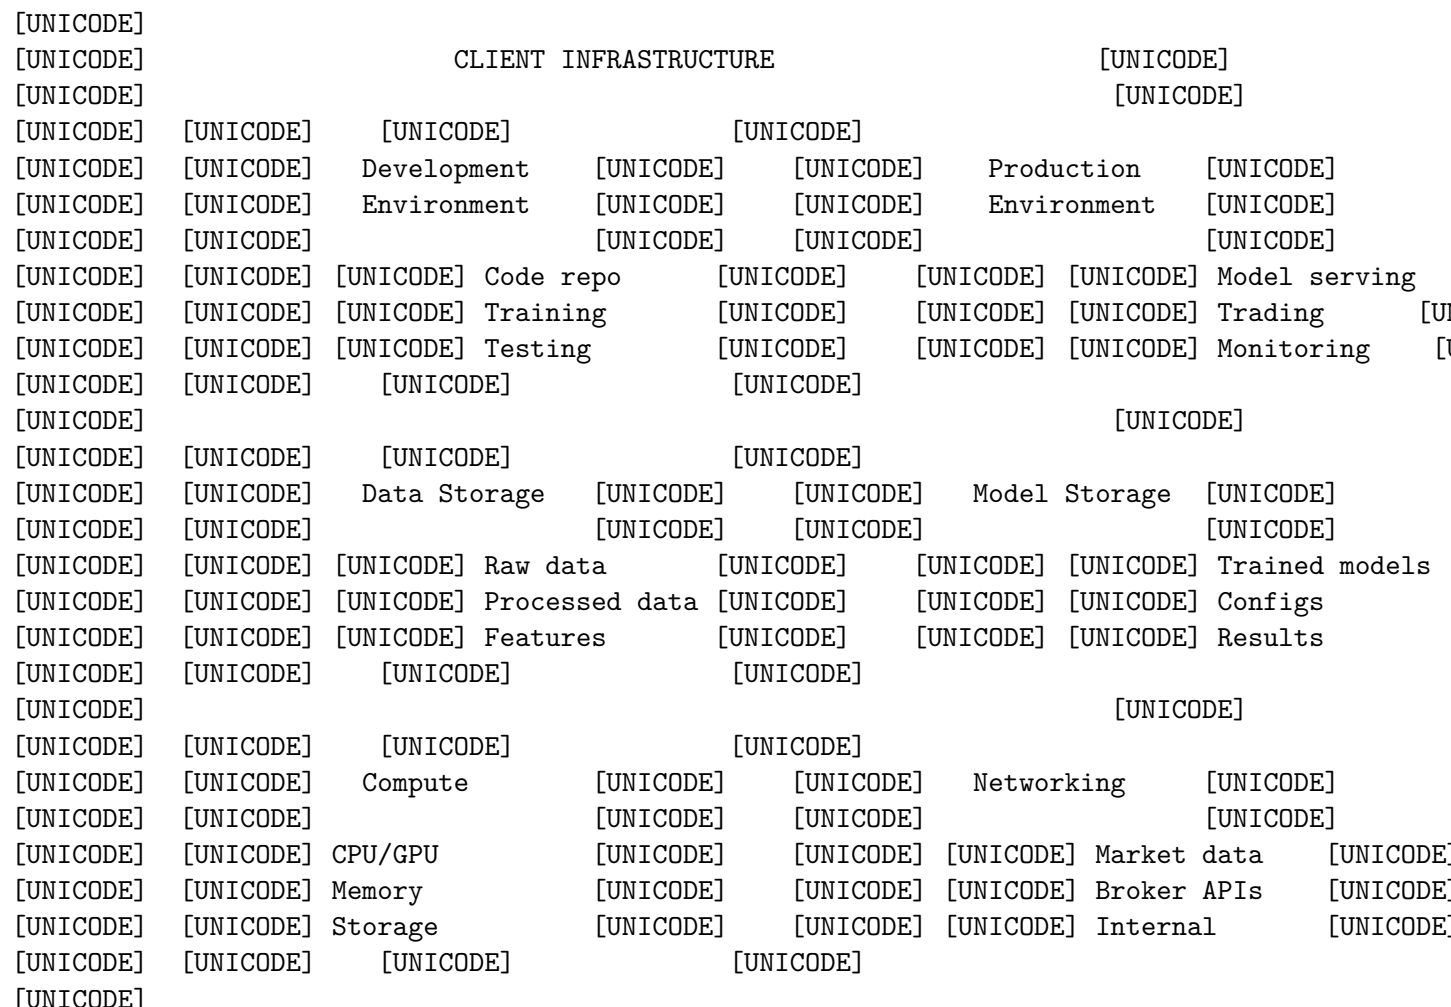 [UNICODE]
[UNICODE] CLIENT INFRASTRUCTURE [UNICODE]
[UNICODE] [UNICODE]
[UNICODE] [UNICODE] [UNICODE] [UNICODE]
[UNICODE] [UNICODE] Development [UNICODE] [UNICODE] Production [UNICODE]
[UNICODE] [UNICODE] Environment [UNICODE] [UNICODE] Environment [UNICODE]
[UNICODE] [UNICODE] [UNICODE] [UNICODE] [UNICODE]
[UNICODE] [UNICODE] [UNICODE] Code repo [UNICODE] [UNICODE] [UNICODE] Model serving
[UNICODE] [UNICODE] [UNICODE] Training [UNICODE] [UNICODE] [UNICODE] Trading
[UNICODE] [UNICODE] [UNICODE] Testing [UNICODE] [UNICODE] [UNICODE] Monitoring
[UNICODE] [UNICODE] [UNICODE] [UNICODE]
[UNICODE] [UNICODE]
[UNICODE] [UNICODE] [UNICODE] [UNICODE]
[UNICODE] [UNICODE] Data Storage [UNICODE] [UNICODE] Model Storage [UNICODE]
[UNICODE] [UNICODE] [UNICODE] [UNICODE] [UNICODE]
[UNICODE] [UNICODE] [UNICODE] Raw data [UNICODE] [UNICODE] [UNICODE] Trained models
[UNICODE] [UNICODE] [UNICODE] Processed data [UNICODE] [UNICODE] [UNICODE] Configs
[UNICODE] [UNICODE] [UNICODE] Features [UNICODE] [UNICODE] [UNICODE] Results
[UNICODE] [UNICODE] [UNICODE] [UNICODE]
[UNICODE] [UNICODE]
[UNICODE] [UNICODE] [UNICODE] [UNICODE]
[UNICODE] [UNICODE] Compute [UNICODE] [UNICODE] Networking [UNICODE]
[UNICODE] [UNICODE] [UNICODE] [UNICODE] [UNICODE]
[UNICODE] [UNICODE] CPU/GPU [UNICODE] [UNICODE] [UNICODE] Market data [UNICODE]
[UNICODE] [UNICODE] Memory [UNICODE] [UNICODE] [UNICODE] Broker APIs [UNICODE]
[UNICODE] [UNICODE] Storage [UNICODE] [UNICODE] [UNICODE] Internal [UNICODE]
[UNICODE] [UNICODE] [UNICODE] [UNICODE]
[UNICODE]